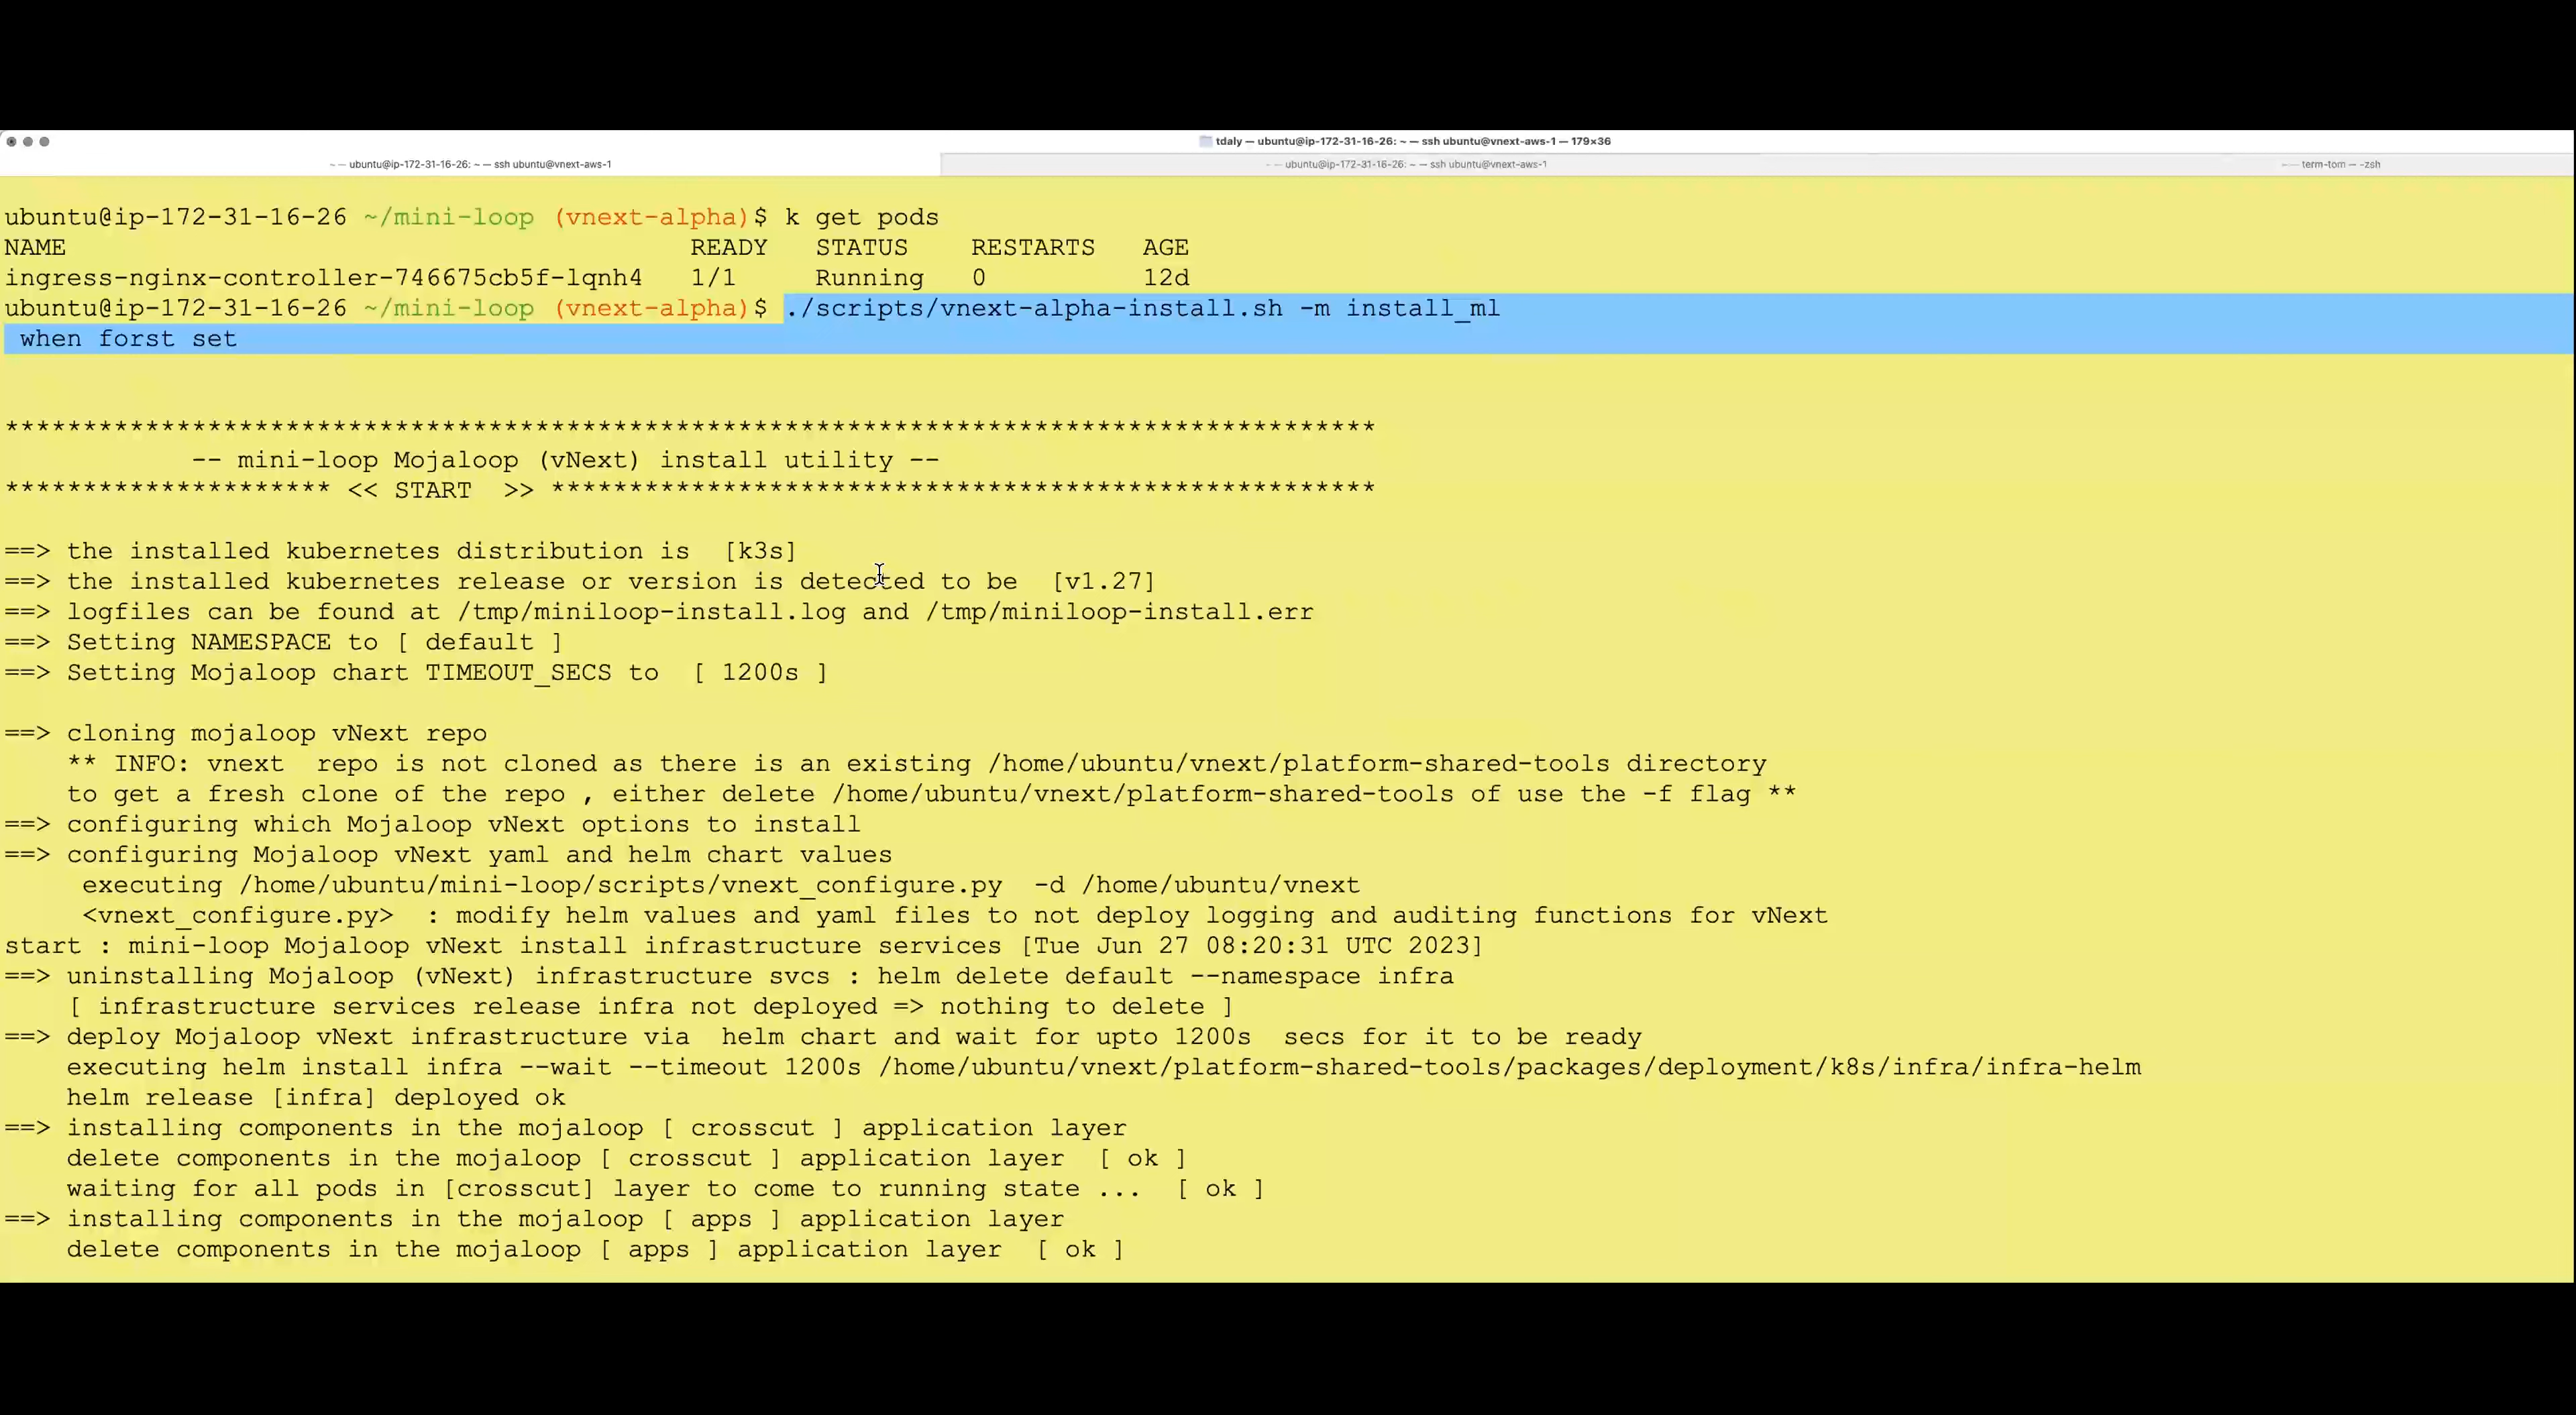 tdaly — ubuntu@ip-172-31-16-26: ~ — ssh ubuntu@vnext-aws-1 — 179×36
~ — ubuntu@ip-172-31-16-26: ~ — ssh ubuntu@vnext-aws-1
~ — ubuntu@ip-172-31-16-26: ~ — ssh ubuntu@vnext-aws-1
term-tom — -zsh
ubuntu@ip-172-31-16-26 ~/mini-loop (vnext-alpha)$ k get pods
NAME                                        READY   STATUS    RESTARTS   AGE
ingress-nginx-controller-746675cb5f-lqnh4   1/1     Running   0          12d
ubuntu@ip-172-31-16-26 ~/mini-loop (vnext-alpha)$ ./scripts/vnext-alpha-install.sh -m install_ml
 when forst set
****************************************************************************************
            -- mini-loop Mojaloop (vNext) install utility --
********************* << START  >> *****************************************************
==> the installed kubernetes distribution is  [k3s]
==> the installed kubernetes release or version is detected to be  [v1.27]
==> logfiles can be found at /tmp/miniloop-install.log and /tmp/miniloop-install.err
==> Setting NAMESPACE to [ default ]
==> Setting Mojaloop chart TIMEOUT_SECS to  [ 1200s ]
==> cloning mojaloop vNext repo
    ** INFO: vnext  repo is not cloned as there is an existing /home/ubuntu/vnext/platform-shared-tools directory
    to get a fresh clone of the repo , either delete /home/ubuntu/vnext/platform-shared-tools of use the -f flag **
==> configuring which Mojaloop vNext options to install
==> configuring Mojaloop vNext yaml and helm chart values
     executing /home/ubuntu/mini-loop/scripts/vnext_configure.py  -d /home/ubuntu/vnext
     <vnext_configure.py>  : modify helm values and yaml files to not deploy logging and auditing functions for vNext
start : mini-loop Mojaloop vNext install infrastructure services [Tue Jun 27 08:20:31 UTC 2023]
==> uninstalling Mojaloop (vNext) infrastructure svcs : helm delete default --namespace infra
    [ infrastructure services release infra not deployed => nothing to delete ]
==> deploy Mojaloop vNext infrastructure via  helm chart and wait for upto 1200s  secs for it to be ready
    executing helm install infra --wait --timeout 1200s /home/ubuntu/vnext/platform-shared-tools/packages/deployment/k8s/infra/infra-helm
    helm release [infra] deployed ok
==> installing components in the mojaloop [ crosscut ] application layer
    delete components in the mojaloop [ crosscut ] application layer  [ ok ]
    waiting for all pods in [crosscut] layer to come to running state ...  [ ok ]
==> installing components in the mojaloop [ apps ] application layer
    delete components in the mojaloop [ apps ] application layer  [ ok ]